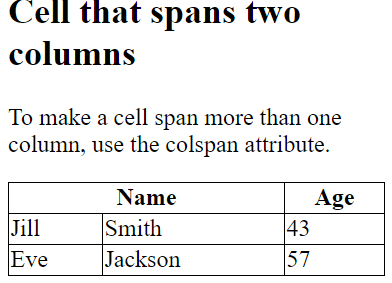 Cell that spans two
columns
To make a cell span more than one
column, use the colspan attribute.
Name Age
Jill Smith 43
Eve Jackson 57